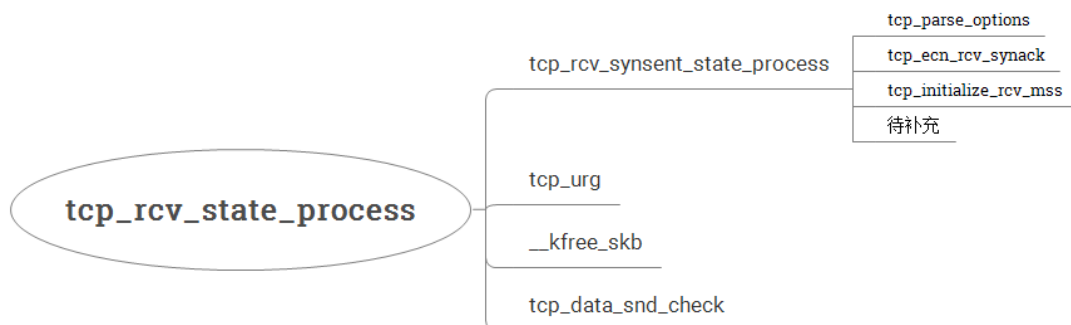 tcp_parse_options
tcp_rcv_synsent_state_process
tcp_ecn_rcv_synack
tcp_initialize_rcv_mss
待补充
tcp_urg
tcp_rcv_state_process
__kfree_skb
tcp_data_snd_check